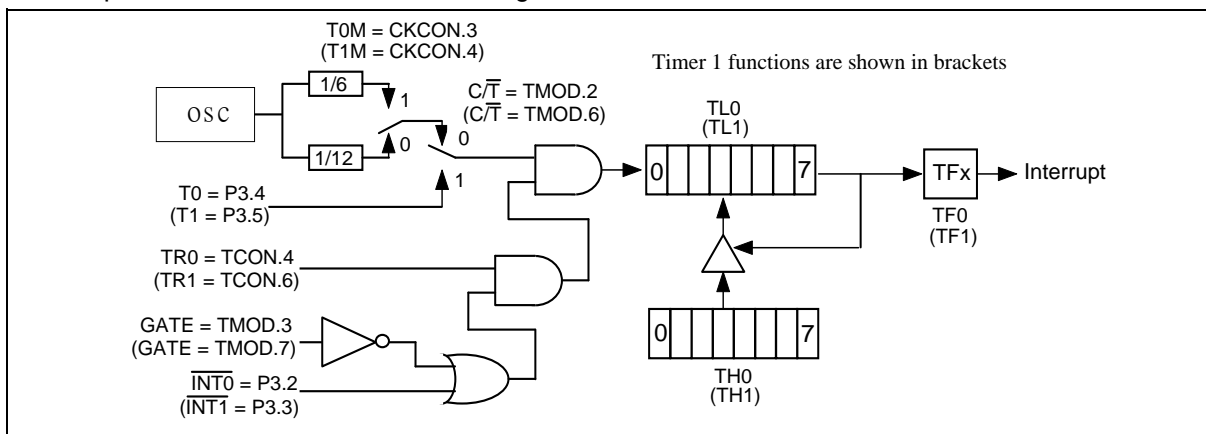 T0M = CKCON.3
(T1M = CKCON.4)
Timer 1 functions are shown in brackets
1/6
OSC
1
C/T̅ = TMOD.2
(C/T̅ = TMOD.6)
TL0
(TL1)
0
0
1/12
1
0
7
TFx
Interrupt
T0 = P3.4
(T1 = P3.5)
TF0
(TF1)
TR0 = TCON.4
(TR1 = TCON.6)
GATE = TMOD.3
(GATE = TMOD.7)
0
7
I̅N̅T̅0̅ = P3.2
(I̅N̅T̅1̅ = P3.3)
TH0
(TH1)